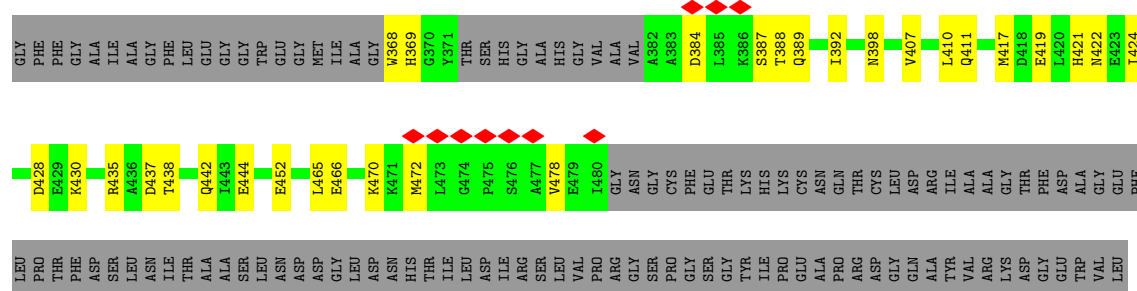 GLY PHE PHE GLY ALA ILE ALA GLY PHE LEU GLU GLY GLY TRP GLU GLY MET ILE ALA GLY W368 H369 G370 Y371 THR SER HIS GLY ALA HIS GLY VAL ALA VAL A382 A383 D384 L385 K386 S387 T388 Q389 I392 N398 V407 L410 Q411 M417 D418 E419 L420 H421 N422 E423 I424
D428 E429 K430 R435 A436 D437 T438 Q442 I443 E444 E452 L465 E466 K470 K471 M472 L473 G474 P475 S476 A477 V478 E479 I480 GLY ASN GLY CYS PHE GLU THR LYS HIS LYS CYS ASN GLN THR CYS LEU ASP ARG ILE ALA ALA GLY THR PHE ASP ALA GLY GLU PHE
LEU PRO THR PHE ASP SER LEU ASN ILE THR ALA ALA SER LEU ASN ASP ASP GLY LEU ASP ASN HIS THR ILE LEU ASP ILE ARG SER LEU VAL PRO ARG GLY SER PRO GLY SER GLY TYR ILE PRO GLU ALA PRO ARG ASP GLY GLN ALA TYR VAL ARG LYS ASP GLY GLU TRP VAL LEU